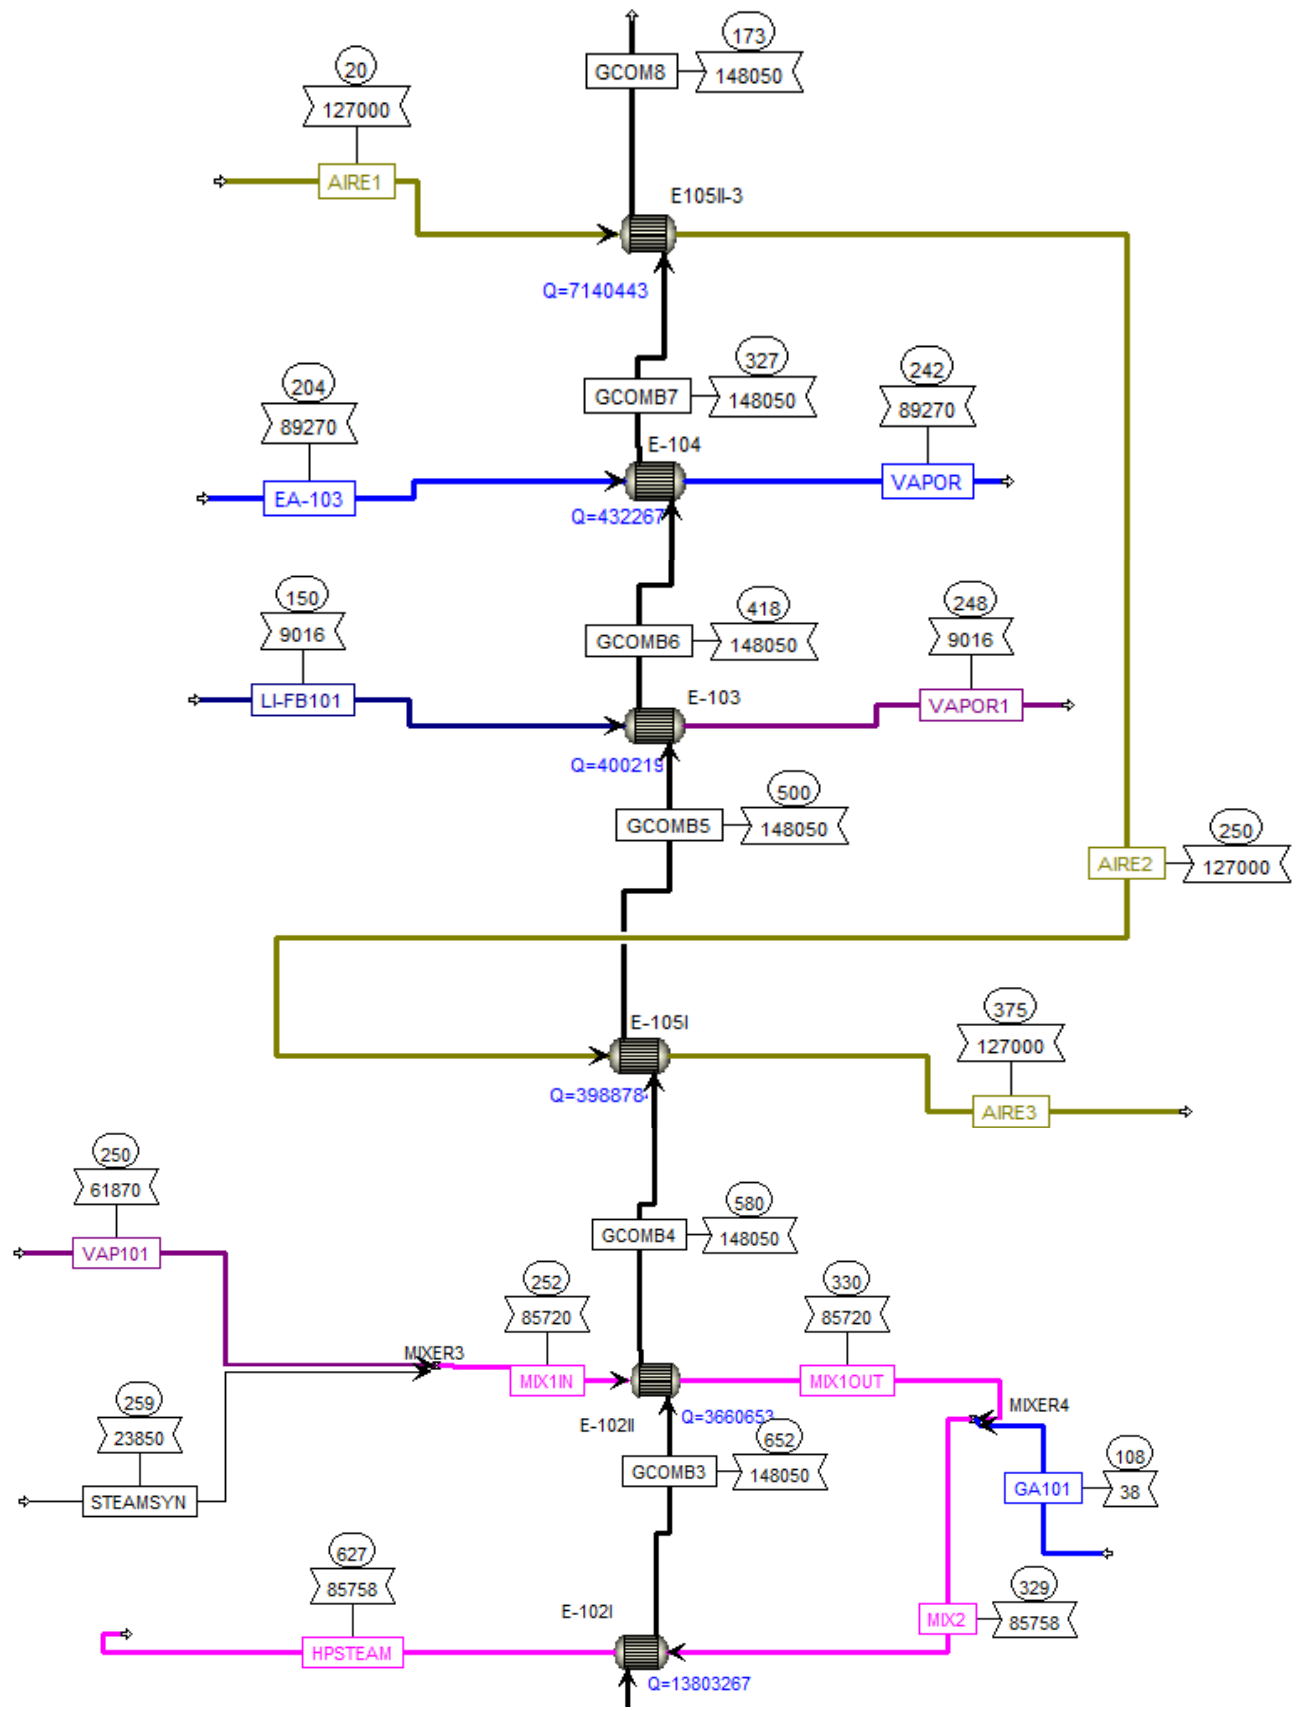 173
GCOM8
148050
20
127000
AIRE1
E105II-3
Q=7140443
327
GCOMB7
148050
204
89270
242
89270
E-104
EA-103
VAPOR
Q=432267
150
9016
418
GCOMB6
148050
248
9016
LI-FB101
E-103
VAPOR1
Q=400219
500
GCOMB5
148050
250
AIRE2
127000
E-105I
375
127000
Q=398878
AIRE3
250
61870
VAP101
580
GCOMB4
148050
252
85720
330
85720
MIXER3
MIX1IN
MIX1OUT
259
23850
STEAMSYN
E-102II
Q=3660653
MIXER4
652
GCOMB3
148050
108
GA101
38
627
85758
HPSTEAM
E-102I
329
MIX2
85758
Q=13803267